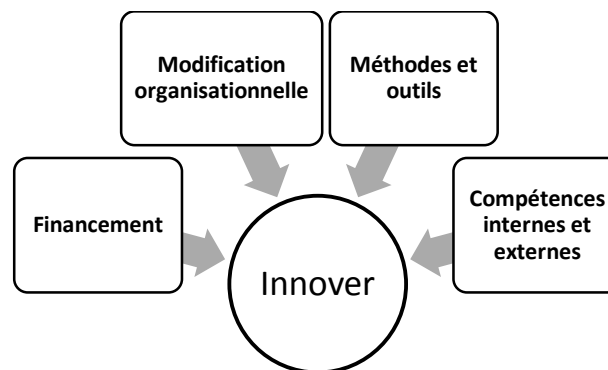 Modification
organisationnelle
Méthodes et
outils
Financement
Compétences
internes et
externes
Innover